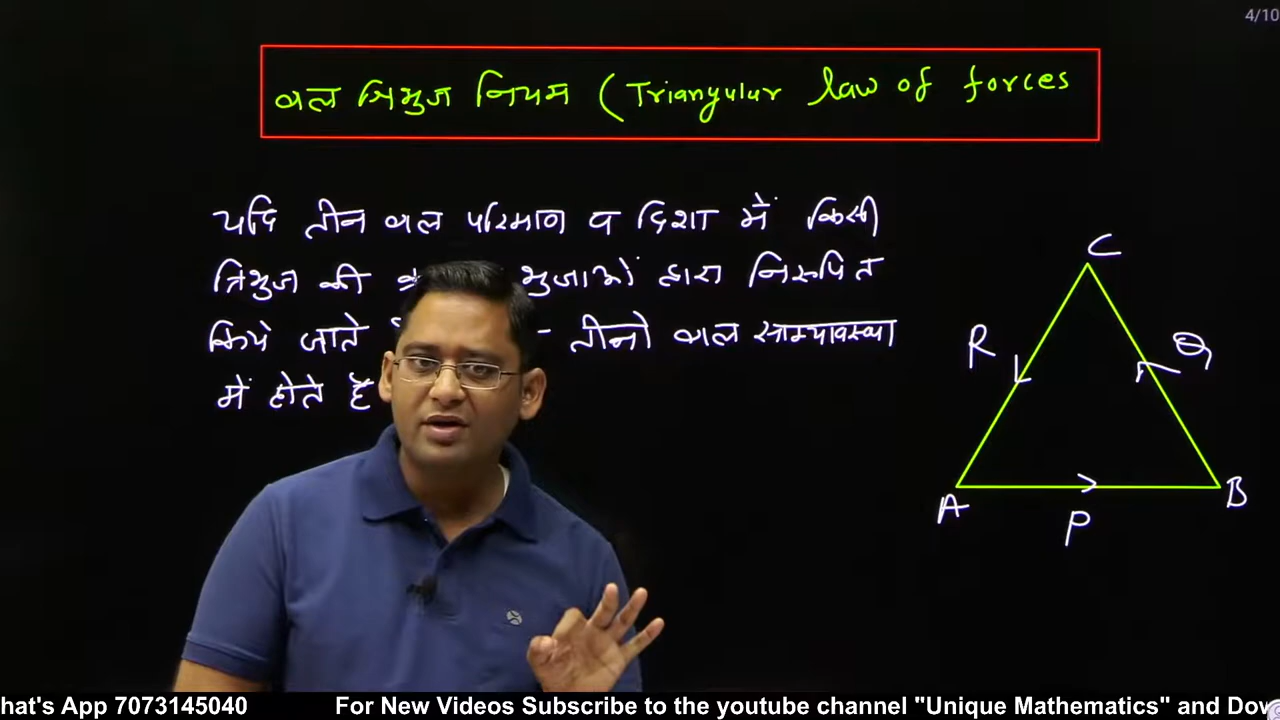 4/10
बल त्रिभुज नियम (Triangular law of forces
यदि तीन बल परिमाण व दिशा में किसी
त्रिभुज की भुजाओं द्वारा निरूपित
किये जाते तीनो बल साम्यावस्था
में होते है
C
R
Q
A
B
P
hat's App 7073145040 For New Videos Subscribe to the youtube channel "Unique Mathematics" and Dow